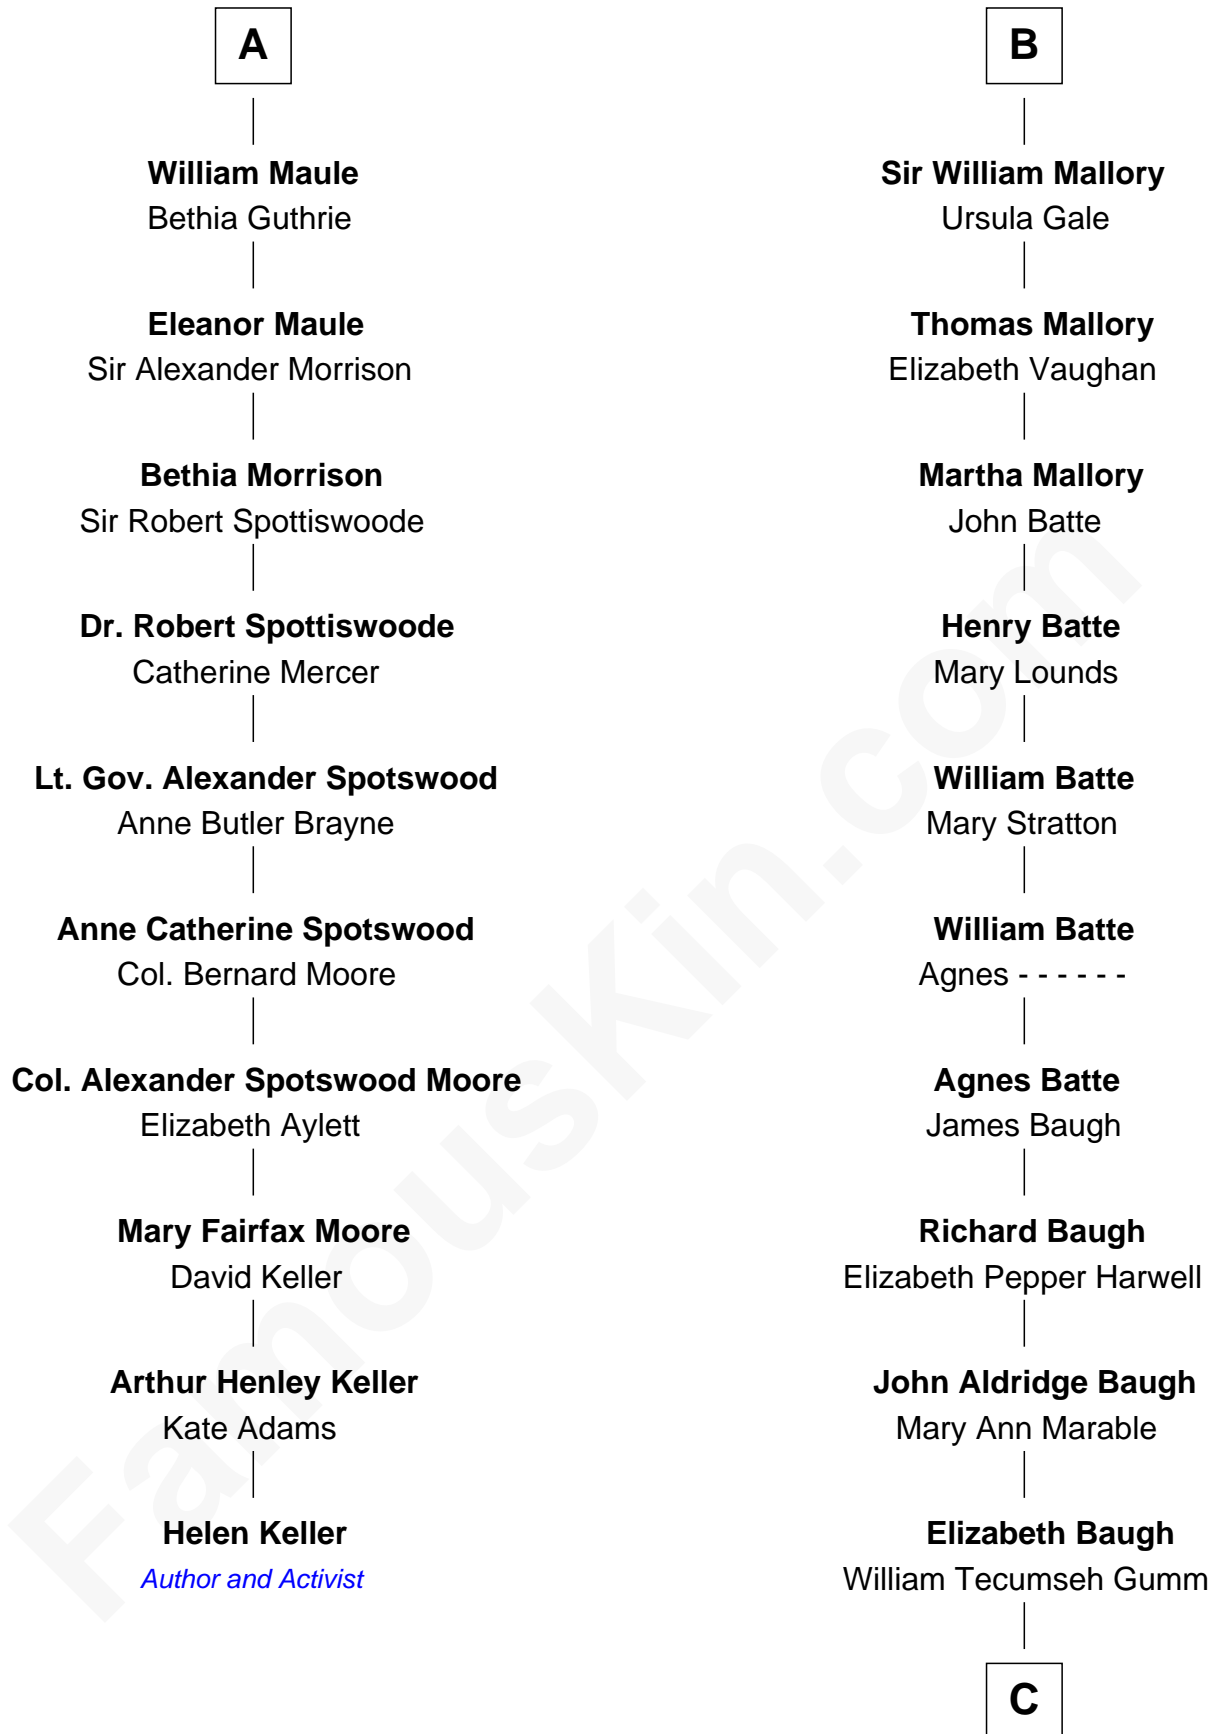 A
William Maule
Bethia Guthrie
Eleanor Maule
Sir Alexander Morrison
Bethia Morrison
Sir Robert Spottiswoode
Dr. Robert Spottiswoode
Catherine Mercer
Lt. Gov. Alexander Spotswood
Anne Butler Brayne
Anne Catherine Spotswood
Col. Bernard Moore
Col. Alexander Spotswood Moore
Elizabeth Aylett
Mary Fairfax Moore
David Keller
Arthur Henley Keller
Kate Adams
Helen Keller
Author and Activist
B
Sir William Mallory
Ursula Gale
Thomas Mallory
Elizabeth Vaughan
Martha Mallory
John Batte
Henry Batte
Mary Lounds
William Batte
Mary Stratton
William Batte
Agnes - - - - - -
Agnes Batte
James Baugh
Richard Baugh
Elizabeth Pepper Harwell
John Aldridge Baugh
Mary Ann Marable
Elizabeth Baugh
William Tecumseh Gumm
C
FamousKin.com